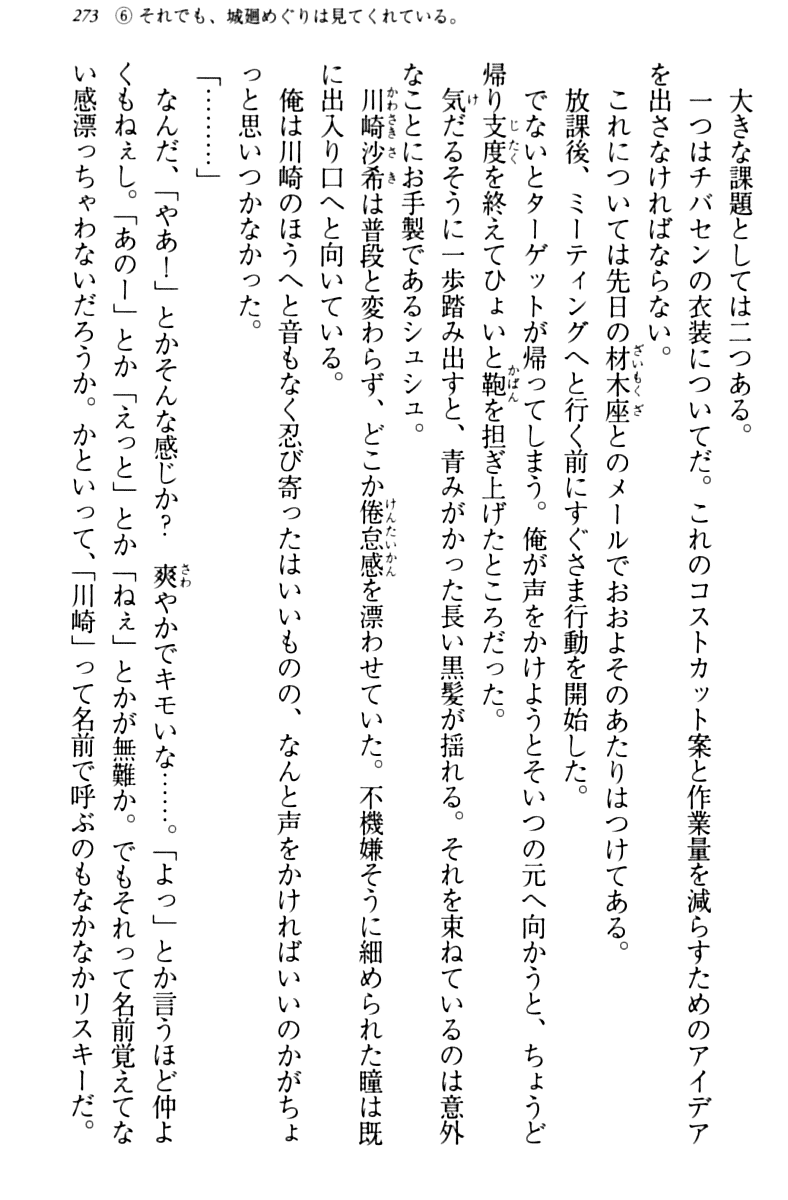 273 ⑥ それでも、城廻めぐりは見てくれている。
大きな課題としては二つある。
一つはチバセンの衣装についてだ。これのコストカット案と作業量を減らすためのアイデア
を出さなければならない。
これについては先日の材木座とのメールでおおよそのあたりはつけてある。
放課後、ミーティングへと行く前にすぐさま行動を開始した。
でないとターゲットが帰ってしまう。俺が声をかけようとそいつの元へ向かうと、ちょうど
帰り支度を終えてひょいと鞄を担ぎ上げたところだった。
気だるそうに一歩踏み出すと、青みがかった長い黒髪が揺れる。それを束ねているのは意外
なことにお手製であるシュシュ。
川崎沙希は普段と変わらず、どこか倦怠感を漂わせていた。不機嫌そうに細められた瞳は既
に出入り口へと向いている。
俺は川崎のほうへと音もなく忍び寄ったはいいものの、なんと声をかければいいのかがちょ
っと思いつかなかった。
「………」
なんだ、「やあ！」とかそんな感じか？　爽やかでキモいな……。「よっ」とか言うほど仲よ
くもねぇし。「あのー」とか「えっと」とか「ねぇ」とかが無難か。でもそれって名前覚えてな
い感漂っちゃわないだろうか。かといって、「川崎」って名前で呼ぶのもなかなかリスキーだ。